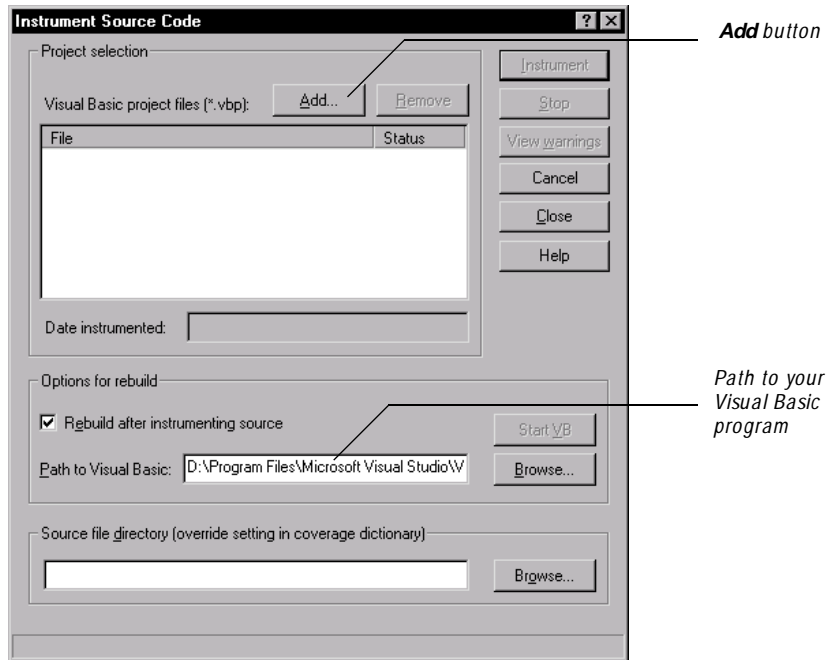 Instrument Source Code
Add button
Project selection
Instrument
Visual Basic project files (*.vbp):
Add...
Remove
Stop
File
Status
View warnings
Cancel
Close
Help
Date instrumented:
Options for rebuild
Path to your
Visual Basic
program
Rebuild after instrumenting source
Start VB
Path to Visual Basic:
D:\Program Files\Microsoft Visual Studio\V
Browse...
Source file directory (override setting in coverage dictionary)
Browse...